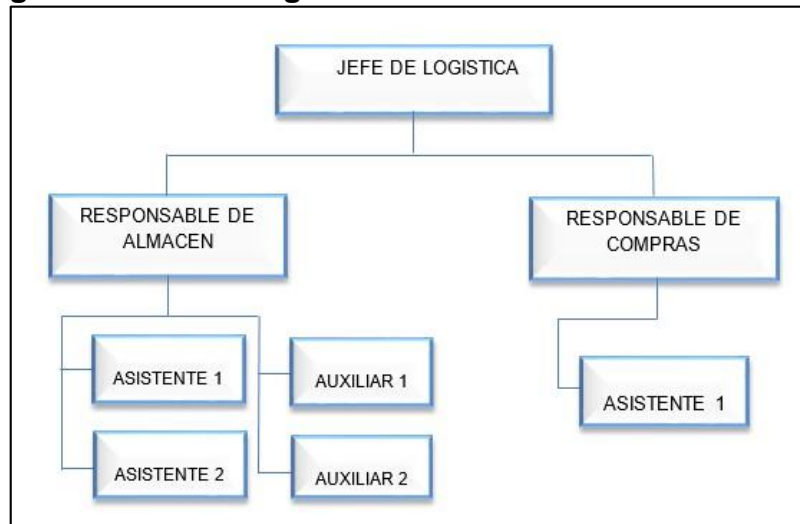 JEFE DE LOGISTICA
RESPONSABLE DE
ALMACEN
RESPONSABLE DE
COMPRAS
ASISTENTE 1
AUXILIAR 1
ASISTENTE 1
ASISTENTE 2
AUXILIAR 2